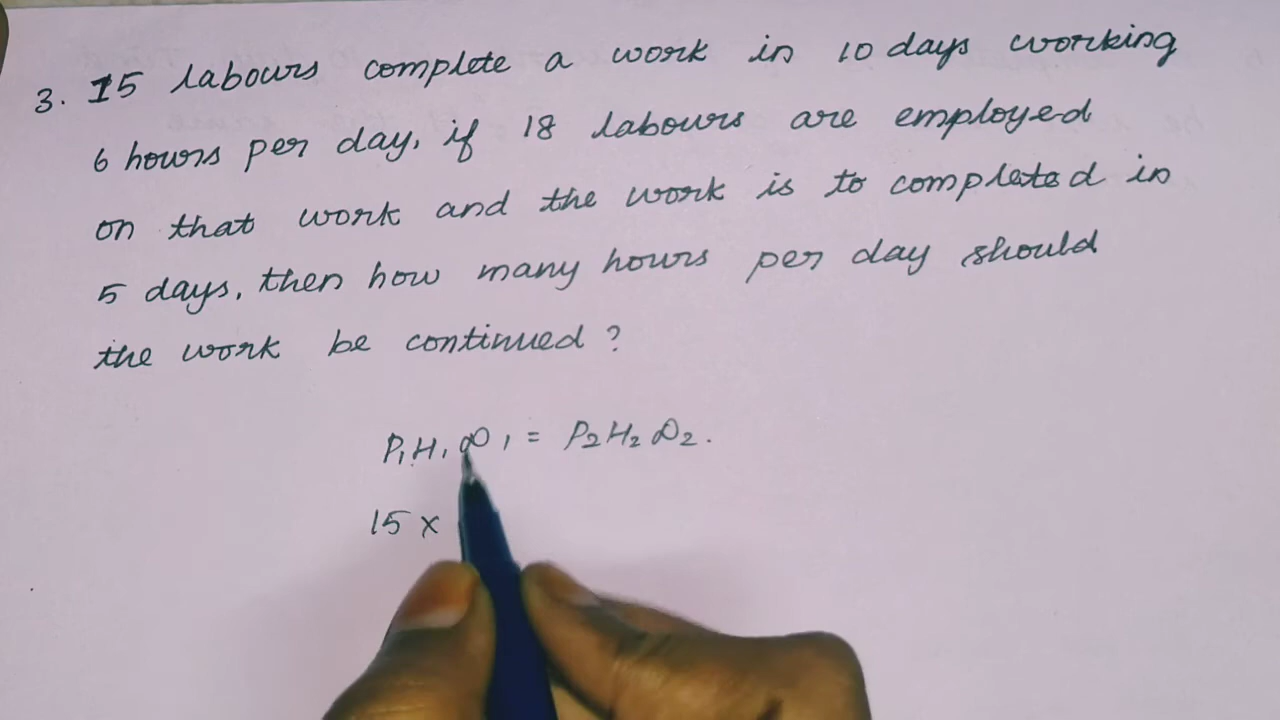 3. 15 labours complete a work in 10 days working
6 hours per day, if 18 labours are employed
on that work and the work is to completed in
5 days, then how many hours per day should
the work be continued?
P₁H₁D₁ = P₂H₂D₂.
15 ×